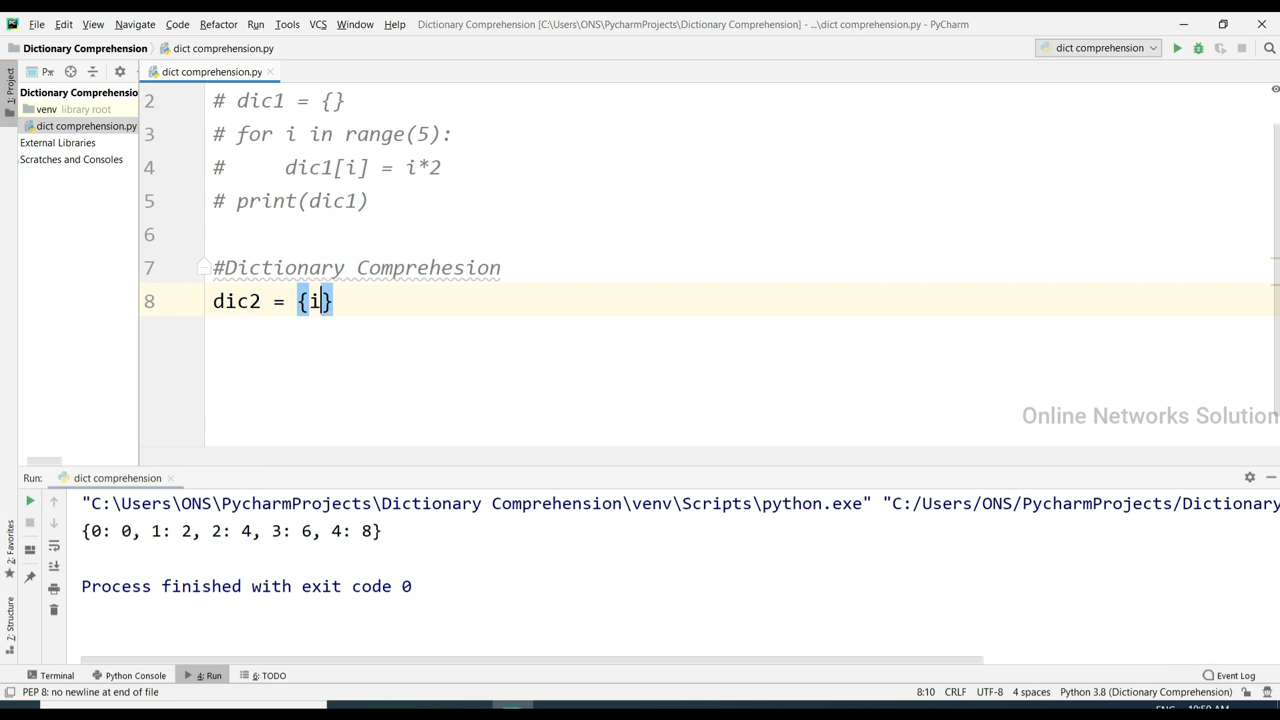 File Edit View Navigate Code Refactor Run Tools VCS Window Help Dictionary Comprehension [C:\Users\ONS\PycharmProjects\Dictionary Comprehension] - ...\dict comprehension.py - PyCharm
Dictionary Comprehension dict comprehension.py dict comprehension
1: Project
dict comprehension.py
Dictionary Comprehensio
venv library root
dict comprehension.py
External Libraries
Scratches and Consoles
2 # dic1 = {}
3 # for i in range(5):
4 #     dic1[i] = i*2
5 # print(dic1)
6
7 #Dictionary Comprehesion
8 dic2 = {i}
Online Networks Solution
Run: dict comprehension
"C:\Users\ONS\PycharmProjects\Dictionary Comprehension\venv\Scripts\python.exe" "C:/Users/ONS/PycharmProjects/Dictionary
{0: 0, 1: 2, 2: 4, 3: 6, 4: 8}
Process finished with exit code 0
2: Favorites
7: Structure
Terminal Python Console 4: Run 6: TODO Event Log
PEP 8: no newline at end of file 8:10 CRLF UTF-8 4 spaces Python 3.8 (Dictionary Comprehension)